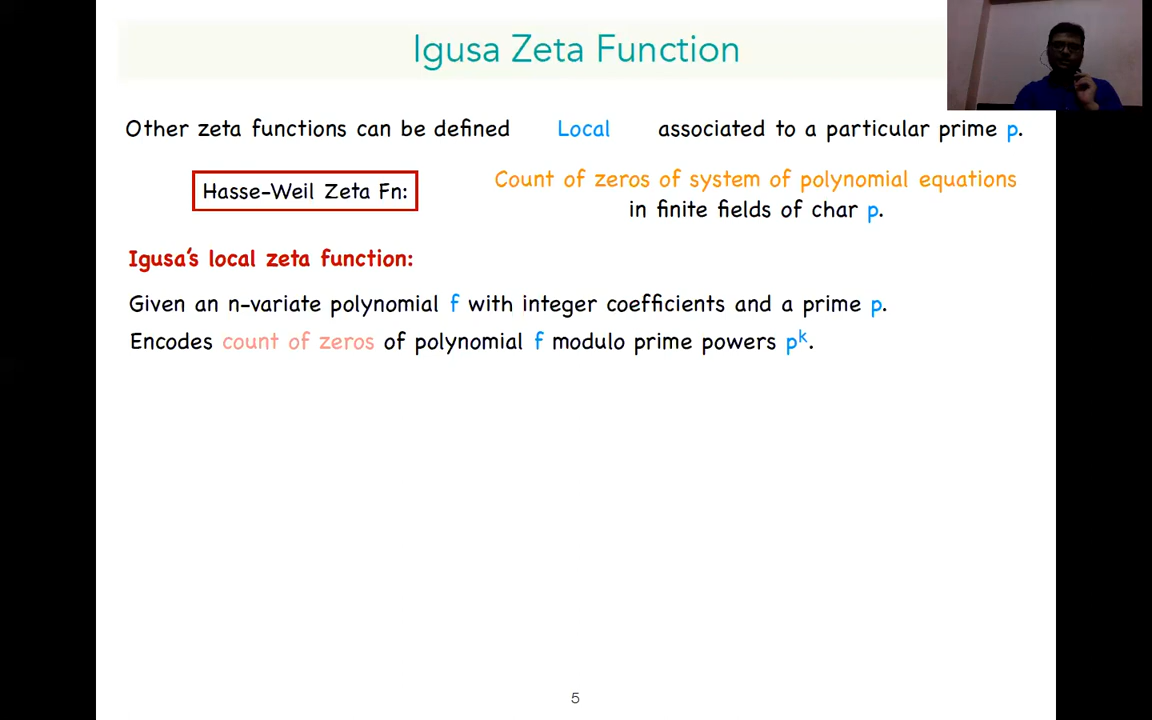 Igusa Zeta Function
Other zeta functions can be defined Local associated to a particular prime p.
Hasse-Weil Zeta Fn:
Count of zeros of system of polynomial equations
in finite fields of char p.
Igusa's local zeta function:
Given an n-variate polynomial f with integer coefficients and a prime p.
Encodes count of zeros of polynomial f modulo prime powers pᵏ.
5